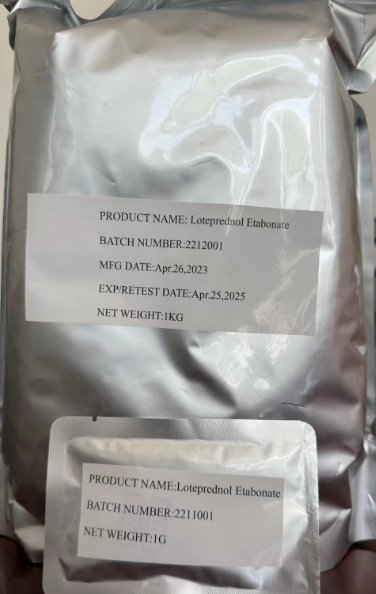 PRODUCT NAME: Loteprednol Etabonate
BATCH NUMBER:2212001
MFG DATE:Apr.26,2023
EXP/RETEST DATE:Apr.25,2025
NET WEIGHT:1KG
PRODUCT NAME:Loteprednol Etabonate
BATCH NUMBER:2211001
NET WEIGHT:1G